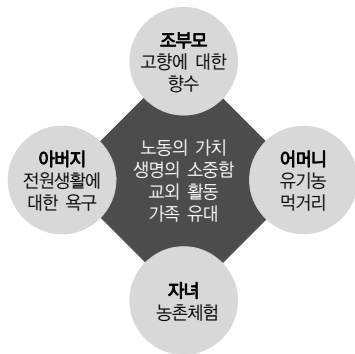 조부모
고향에 대한
향수
아버지
전원생활에
대한 욕구
노동의 가치
생명의 소중함
교외 활동
가족 유대
어머니
유기농
먹거리
자녀
농촌체험